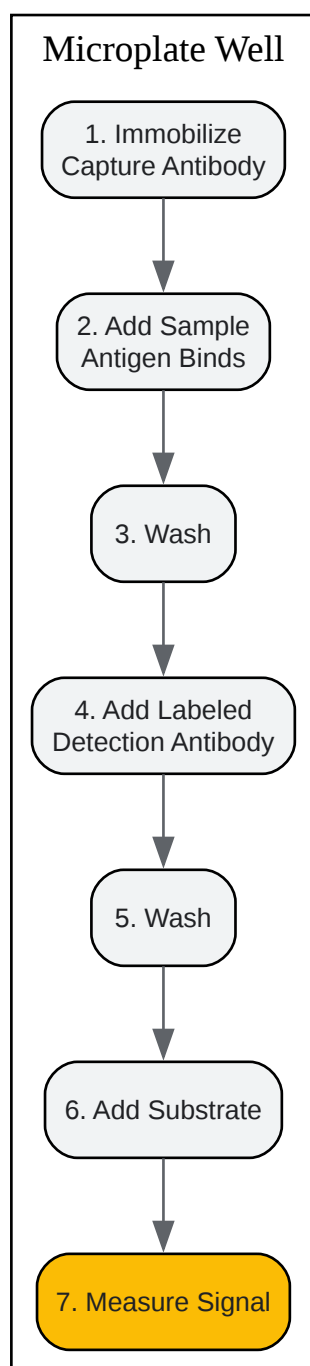 Microplate Well
1. Immobilize
Capture Antibody
2. Add Sample
Antigen Binds
3. Wash
4. Add Labeled
Detection Antibody
5. Wash
6. Add Substrate
7. Measure Signal